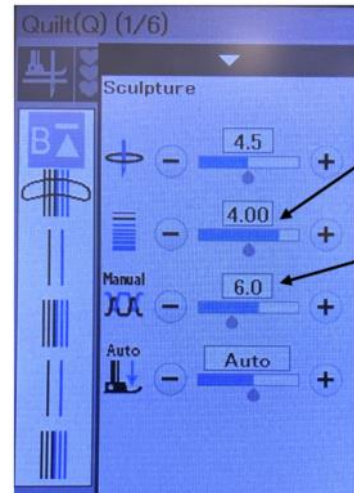 Quilt(Q) (1/6)
Sculpture
B
4.5
4.00
Manual
6.0
Auto
Auto